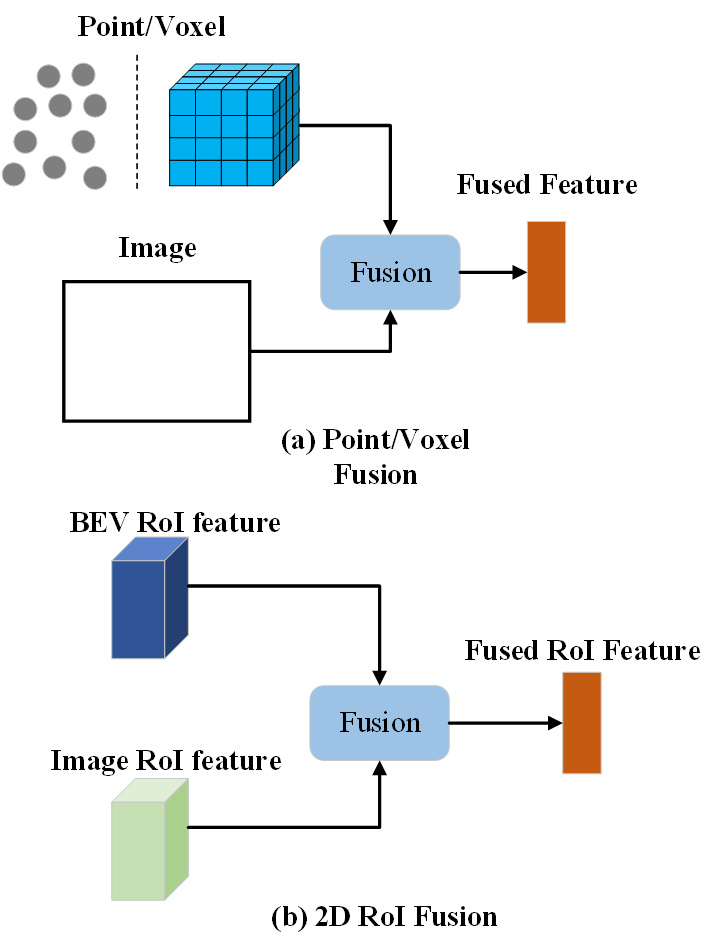 Point/Voxel
Fused Feature
Image
Fusion
(a) Point/Voxel
Fusion
BEV RoI feature
Fused RoI Feature
Fusion
Image RoI feature
(b) 2D RoI Fusion